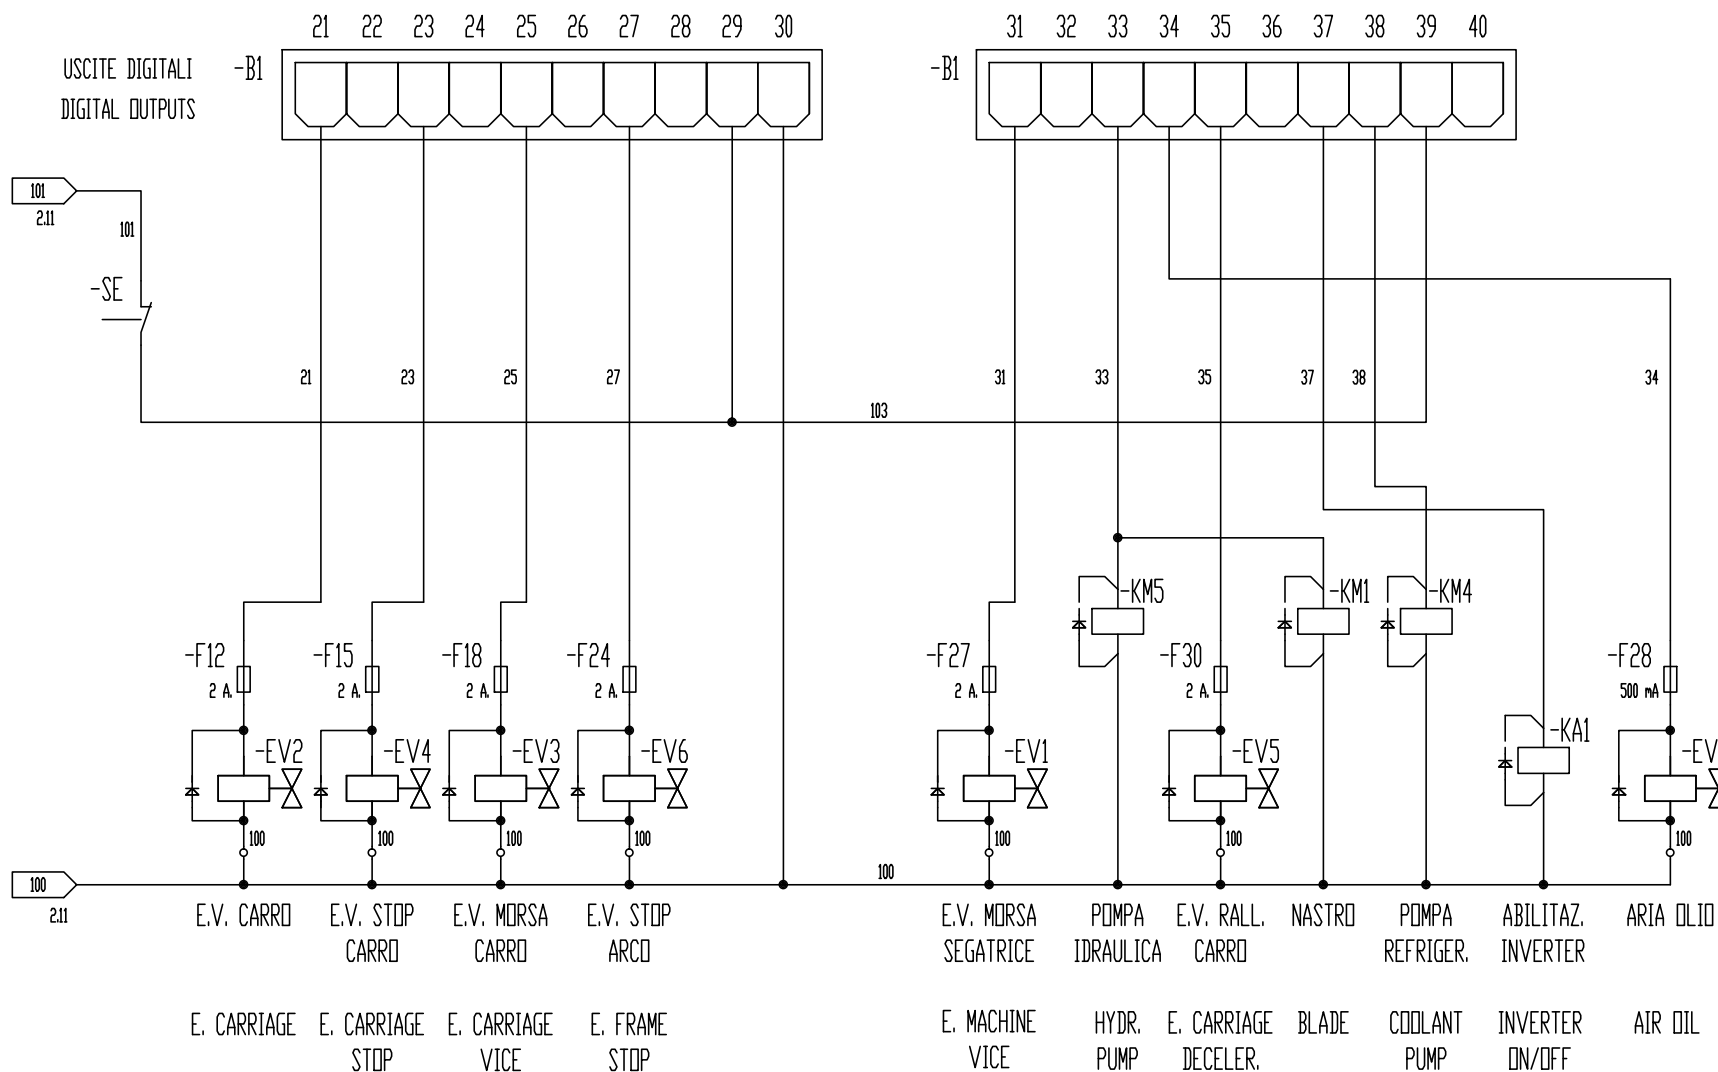 21 22 23 24 25 26 27 28 29 30 31 32 33 34 35 36 37 38 39 40
USCITE DIGITALI
DIGITAL OUTPUTS
-B1 -B1
101
2.11
101
-SE
21 23 25 27 31 33 35 37 38 34
103
-KM5 -KM1 -KM4
-F12 -F15 -F18 -F24 -F27 -F30 -F28
2 A. 2 A. 2 A. 2 A. 2 A. 2 A. 500 mA
-KA1
-EV2 -EV4 -EV3 -EV6 -EV1 -EV5 -EV
100 100 100 100 100 100 100
100
100
2.11
E.V. CARRO E.V. STOP E.V. MORSA E.V. STOP E.V. MORSA POMPA E.V. RALL. NASTRO POMPA ABILITAZ. ARIA OLIO
CARRO CARRO ARCO SEGATRICE IDRAULICA CARRO REFRIGER. INVERTER
E. CARRIAGE E. CARRIAGE E. CARRIAGE E. FRAME E. MACHINE HYDR. E. CARRIAGE BLADE COOLANT INVERTER AIR OIL
STOP VICE STOP VICE PUMP DECELER. PUMP ON/OFF